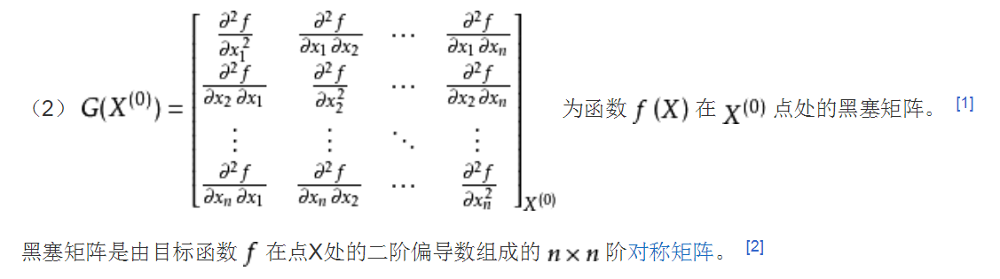 （2） $G(X^{(0)}) = \begin{bmatrix} \frac{\partial^2 f}{\partial x_1^2} & \frac{\partial^2 f}{\partial x_1 \partial x_2} & \cdots & \frac{\partial^2 f}{\partial x_1 \partial x_n} \\ \frac{\partial^2 f}{\partial x_2 \partial x_1} & \frac{\partial^2 f}{\partial x_2^2} & \cdots & \frac{\partial^2 f}{\partial x_2 \partial x_n} \\ \vdots & \vdots & \ddots & \vdots \\ \frac{\partial^2 f}{\partial x_n \partial x_1} & \frac{\partial^2 f}{\partial x_n \partial x_2} & \cdots & \frac{\partial^2 f}{\partial x_n^2} \end{bmatrix}_{X^{(0)}}$ 为函数 $f(X)$ 在 $X^{(0)}$ 点处的黑塞矩阵。 [1]
黑塞矩阵是由目标函数 $f$ 在点X处的二阶偏导数组成的 $n \times n$ 阶对称矩阵。 [2]